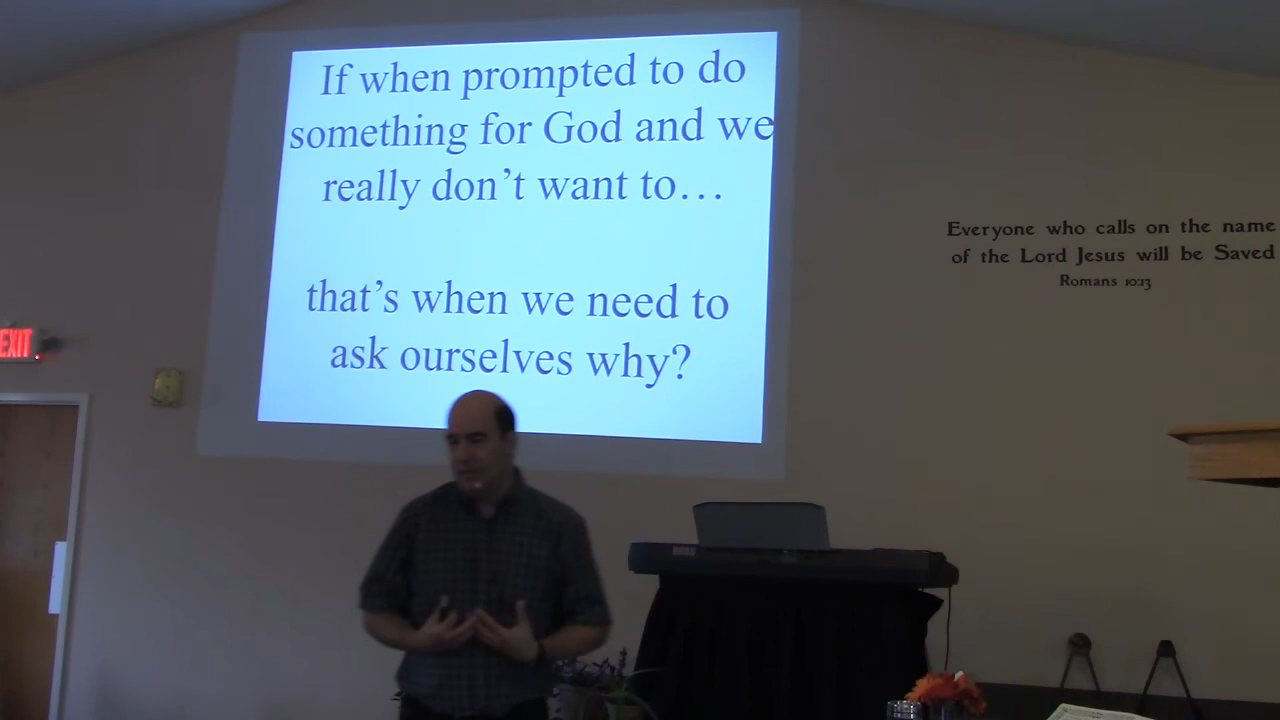 If when prompted to do
something for God and we
really don’t want to…
that’s when we need to
ask ourselves why?
Everyone who calls on the name
of the Lord Jesus will be Saved
Romans 10:13
EXIT
KORG